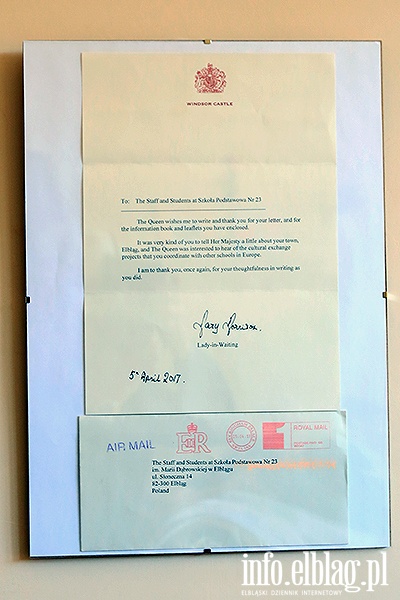 WINDSOR CASTLE
To: The Staff and Students at Szkoła Podstawowa Nr 23
The Queen wishes me to write and thank you for your letter, and for
the information book and leaflets you have enclosed.
It was very kind of you to tell Her Majesty a little about your town,
Elbląg, and The Queen was interested to hear of the cultural exchange
projects that you coordinate with other schools in Europe.
I am to thank you, once again, for your thoughtfulness in writing as
you did.
Lady-in-Waiting
5th April 2017.
AIR MAIL
E R
ROYAL MAIL
The Staff and Students at Szkoła Podstawowa Nr 23
im. Marii Dąbrowskiej w Elblągu
ul. Słoneczna 14
82-300 Elbląg
Poland
info.elblag.pl
ELBLĄSKI DZIENNIK INTERNETOWY